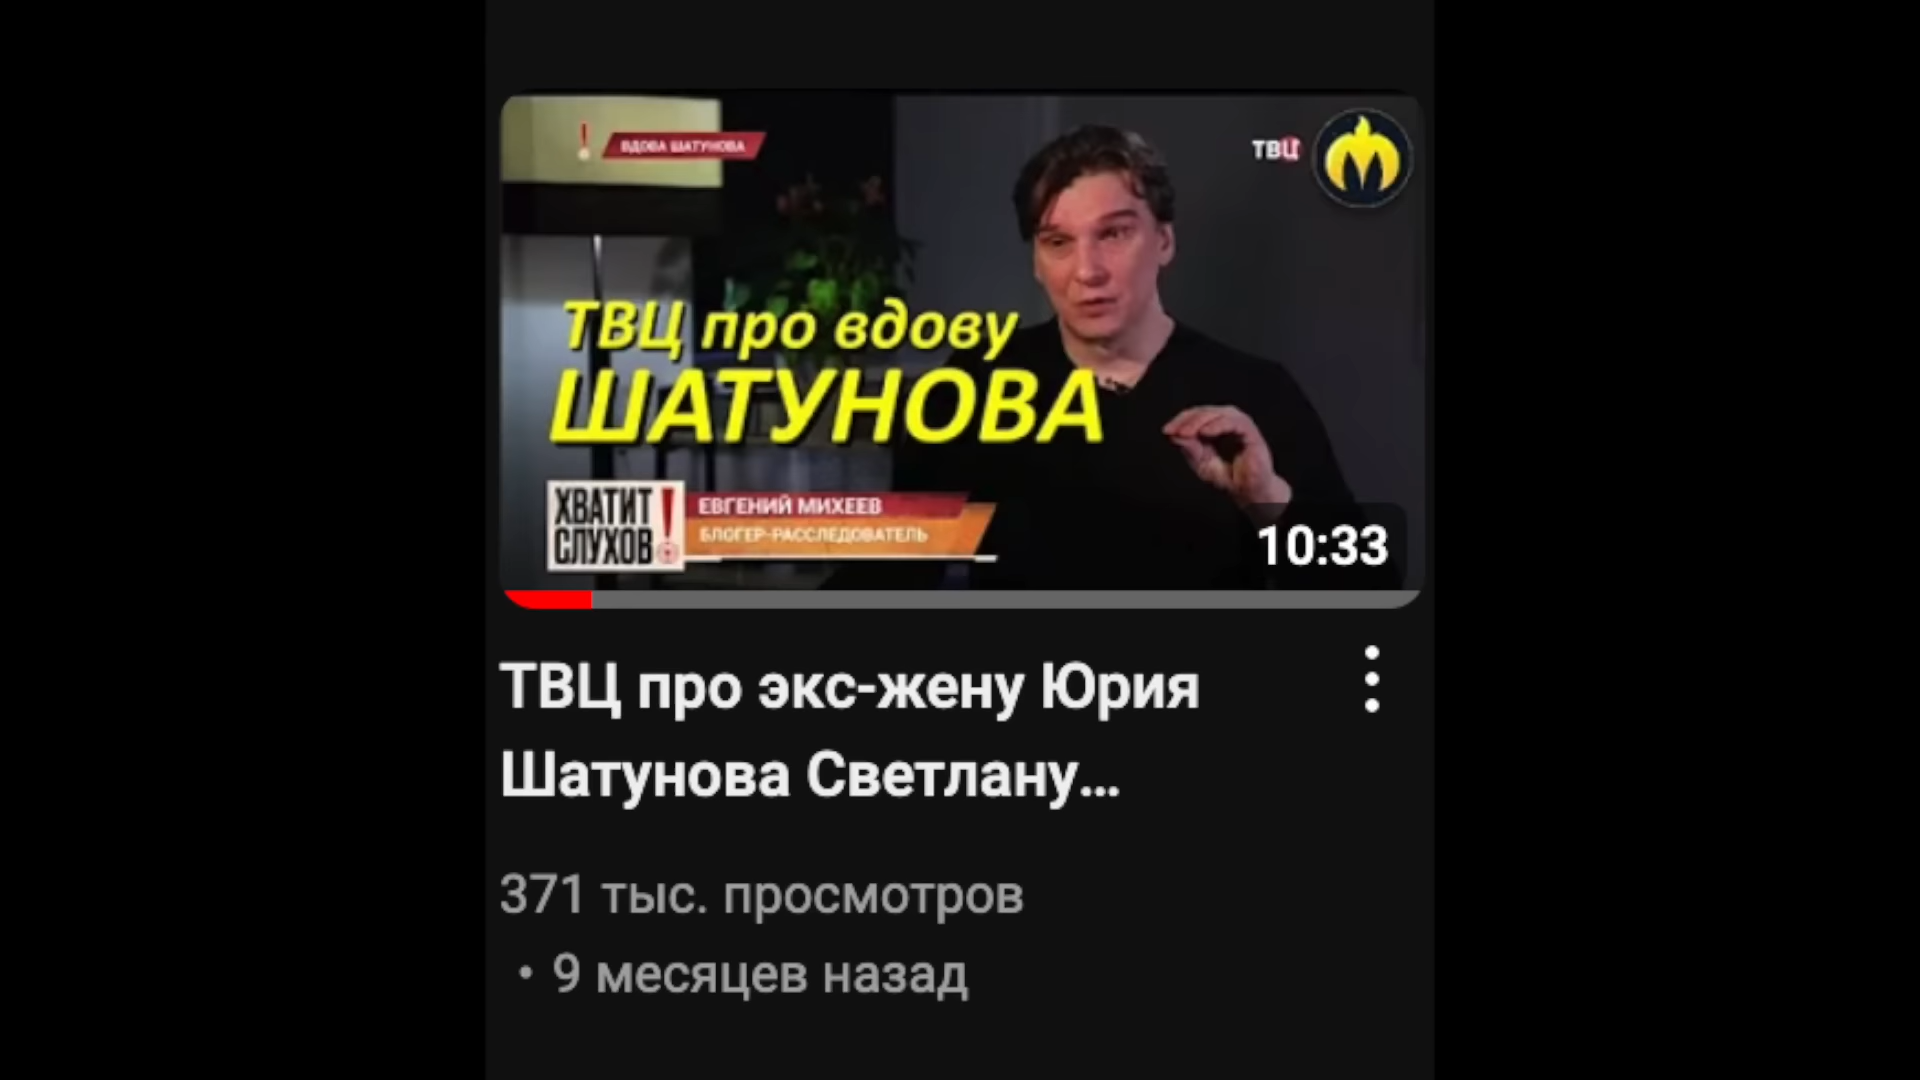 ВДОВА ШАТУНОВА
ТВЦ
ТВЦ про вдову
ШАТУНОВА
ХВАТИТ
СЛУХОВ!
ЕВГЕНИЙ МИХЕЕВ
БЛОГЕР-РАССЛЕДОВАТЕЛЬ
10:33
ТВЦ про экс-жену Юрия
Шатунова Светлану...
371 тыс. просмотров
• 9 месяцев назад